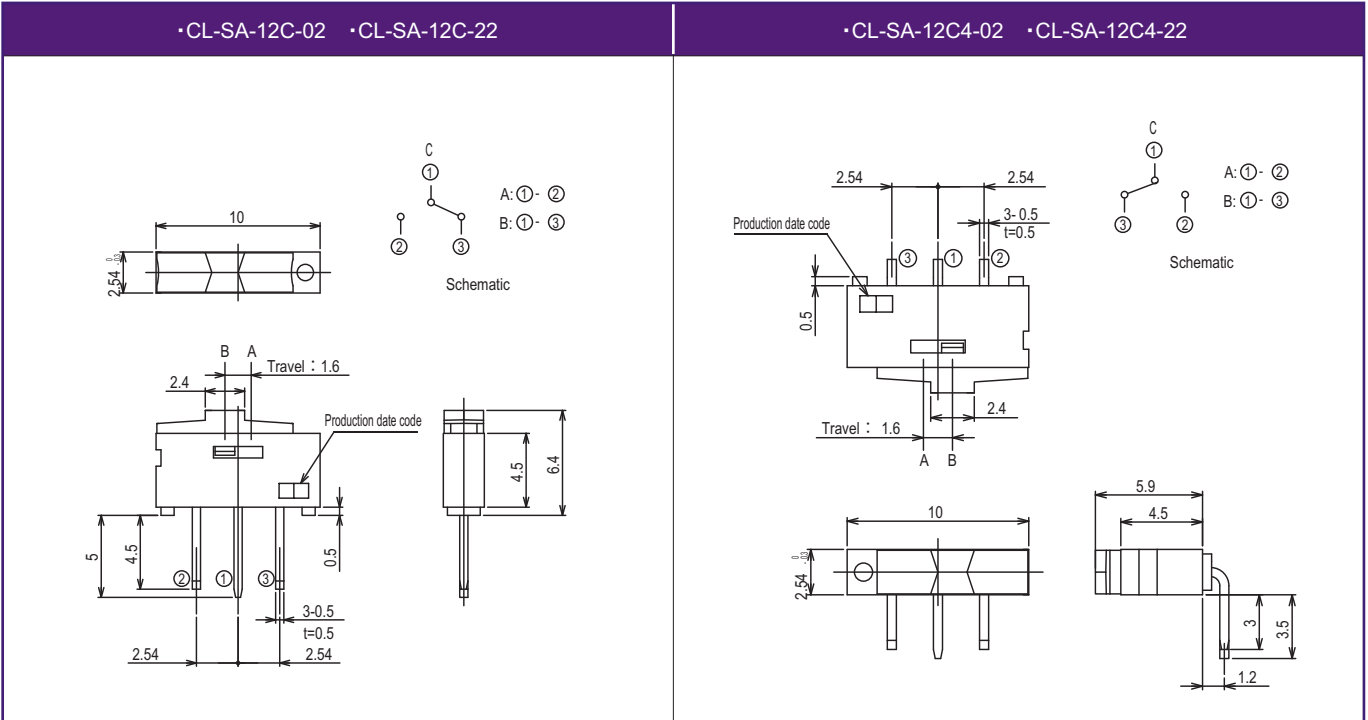 ・CL-SA-12C-02 ・CL-SA-12C-22
C
①
A: ①- ②
B: ①- ③
② ③
Schematic
10
2.54 0 -.03
B A
Travel : 1.6
2.4
Production date code
4.5
6.4
5
4.5
0.5
② ① ③
3-0.5
t=0.5
2.54 2.54
・CL-SA-12C4-02 ・CL-SA-12C4-22
C
①
A: ①- ②
B: ①- ③
③ ②
Schematic
2.54 2.54
Production date code
3- 0.5
t=0.5
③ ① ②
0.5
2.4
Travel : 1.6
A B
10
2.54 0 -.03
5.9
4.5
3
3.5
1.2